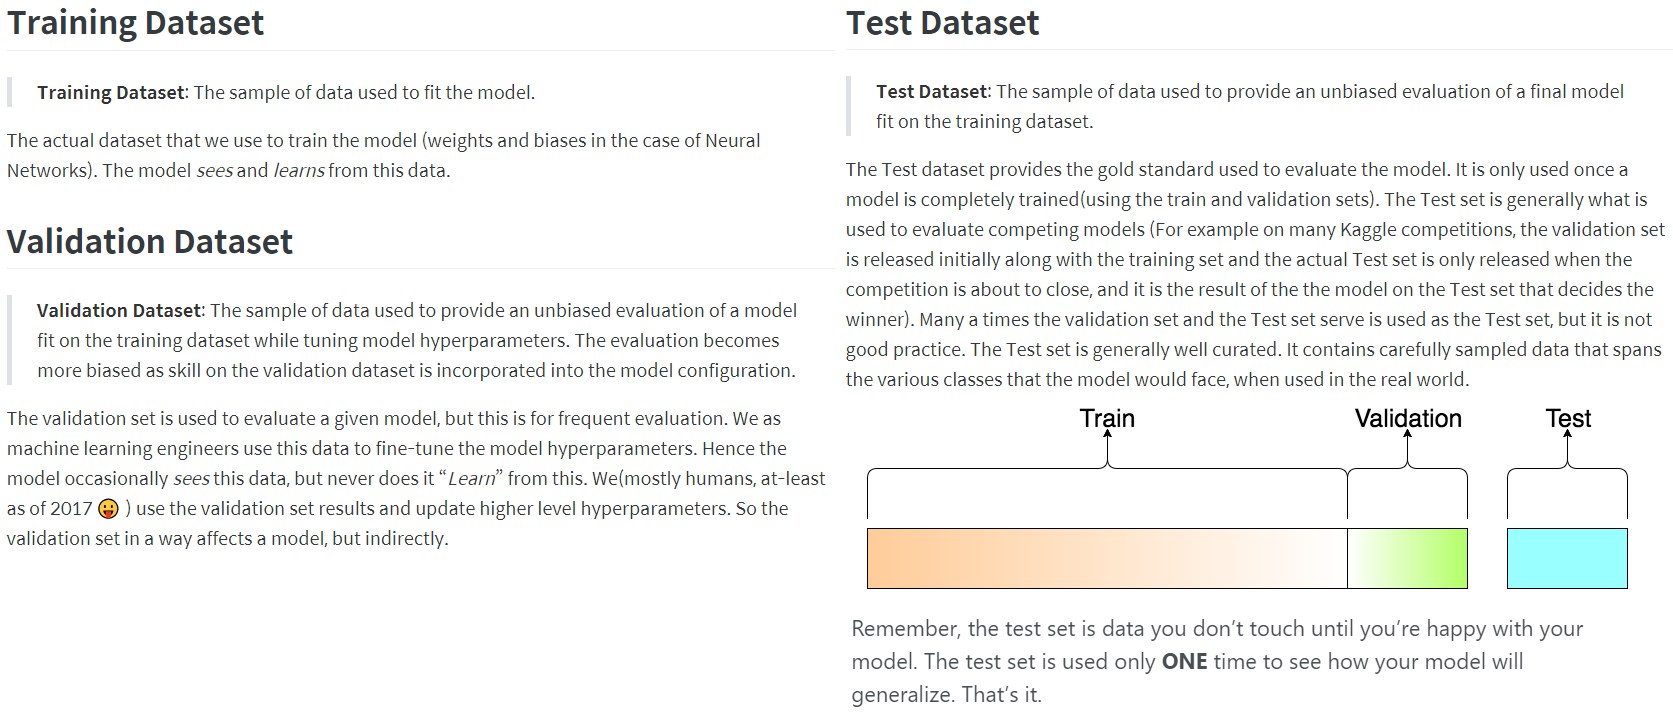 Training Dataset
Training Dataset: The sample of data used to fit the model.
The actual dataset that we use to train the model (weights and biases in the case of Neural
Networks). The model sees and learns from this data.
Validation Dataset
Validation Dataset: The sample of data used to provide an unbiased evaluation of a model
fit on the training dataset while tuning model hyperparameters. The evaluation becomes
more biased as skill on the validation dataset is incorporated into the model configuration.
The validation set is used to evaluate a given model, but this is for frequent evaluation. We as
machine learning engineers use this data to fine-tune the model hyperparameters. Hence the
model occasionally sees this data, but never does it “Learn” from this. We(mostly humans, at-least
as of 2017 😛 ) use the validation set results and update higher level hyperparameters. So the
validation set in a way affects a model, but indirectly.
Test Dataset
Test Dataset: The sample of data used to provide an unbiased evaluation of a final model
fit on the training dataset.
The Test dataset provides the gold standard used to evaluate the model. It is only used once a
model is completely trained(using the train and validation sets). The Test set is generally what is
used to evaluate competing models (For example on many Kaggle competitions, the validation set
is released initially along with the training set and the actual Test set is only released when the
competition is about to close, and it is the result of the the model on the Test set that decides the
winner). Many a times the validation set and the Test set serve is used as the Test set, but it is not
good practice. The Test set is generally well curated. It contains carefully sampled data that spans
the various classes that the model would face, when used in the real world.
Train Validation Test
Remember, the test set is data you don’t touch until you’re happy with your
model. The test set is used only ONE time to see how your model will
generalize. That’s it.